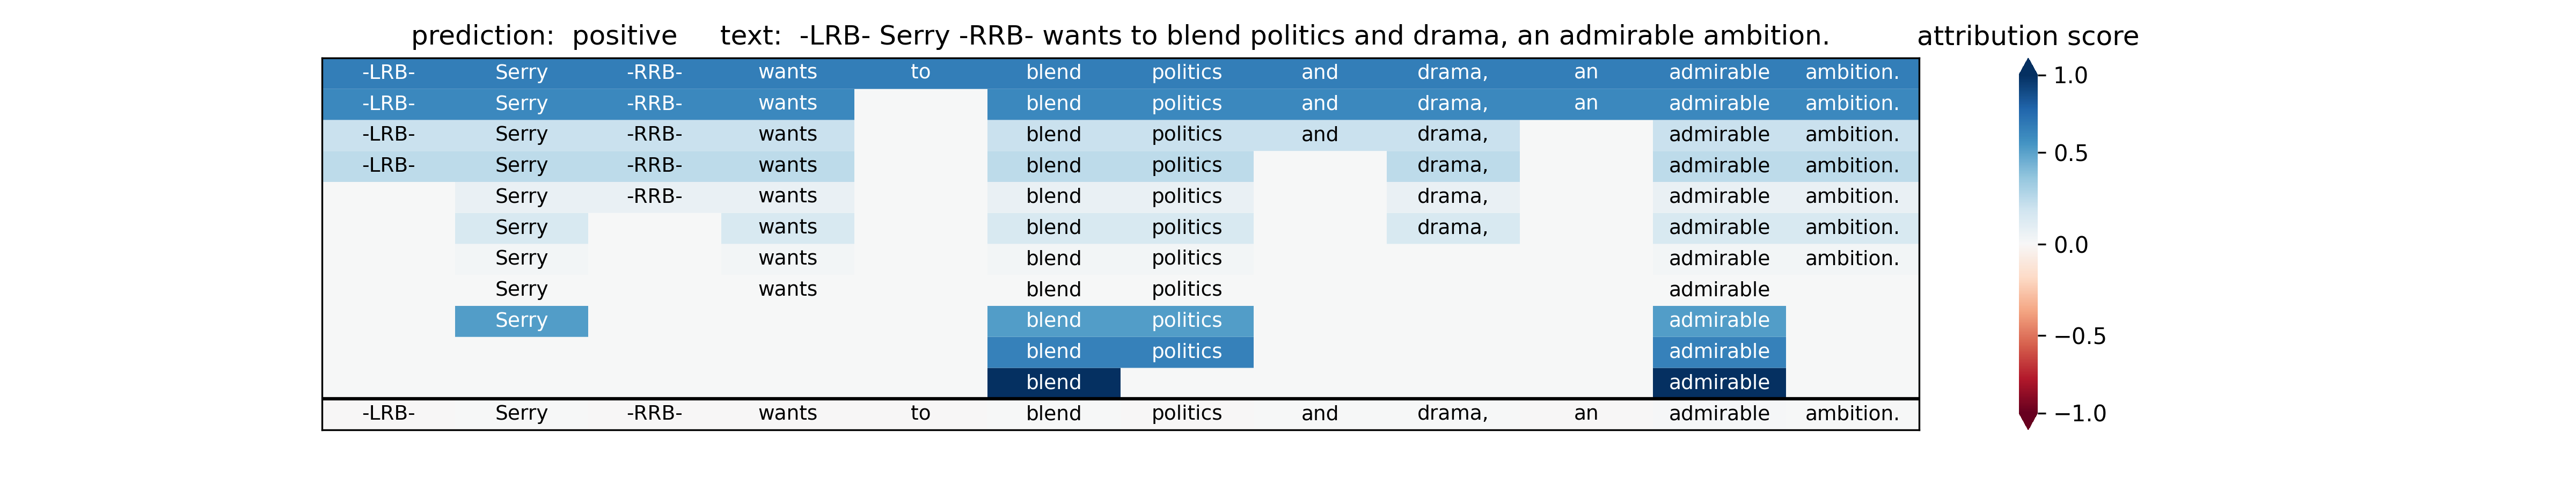 prediction: positive text: -LRB- Serry -RRB- wants to blend politics and drama, an admirable ambition. attribution score
-LRB- Serry -RRB- wants to blend politics and drama, an admirable ambition.
-LRB- Serry -RRB- wants blend politics and drama, an admirable ambition.
-LRB- Serry -RRB- wants blend politics and drama, admirable ambition.
-LRB- Serry -RRB- wants blend politics drama, admirable ambition.
Serry -RRB- wants blend politics drama, admirable ambition.
Serry wants blend politics drama, admirable ambition.
Serry wants blend politics admirable ambition.
Serry wants blend politics admirable
Serry blend politics admirable
blend politics admirable
blend admirable
-LRB- Serry -RRB- wants to blend politics and drama, an admirable ambition.
1.0
0.5
0.0
−0.5
−1.0